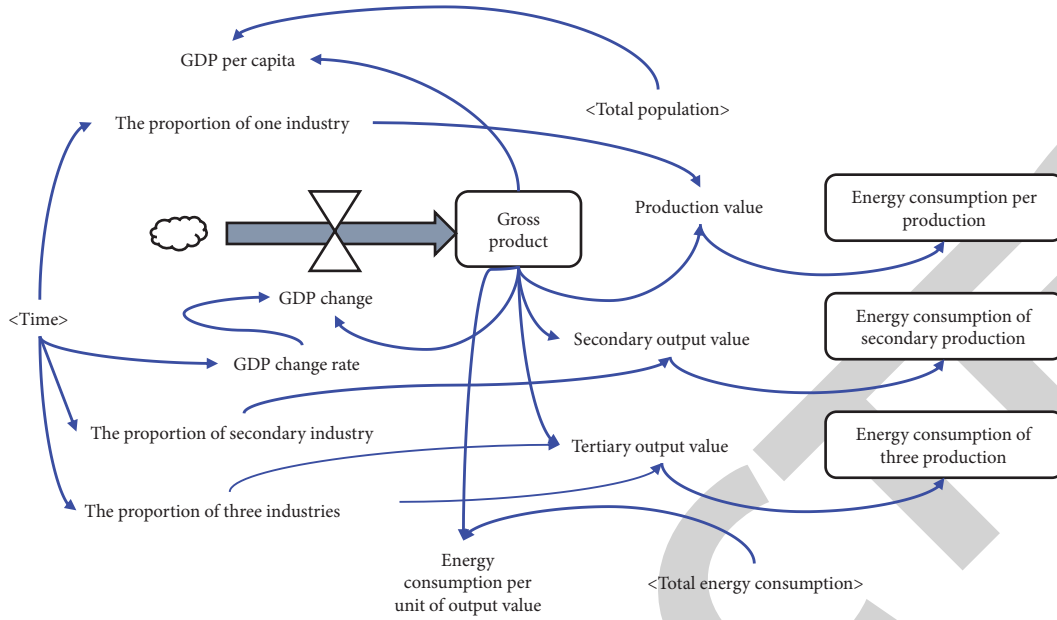 GDP per capita
<Total population>
The proportion of one industry
Production value
Energy consumption per
production
Gross
product
GDP change
<Time>
GDP change rate
Secondary output value
Energy consumption of
secondary production
The proportion of secondary industry
Tertiary output value
Energy consumption of
three production
The proportion of three industries
Energy
consumption per
unit of output value
<Total energy consumption>